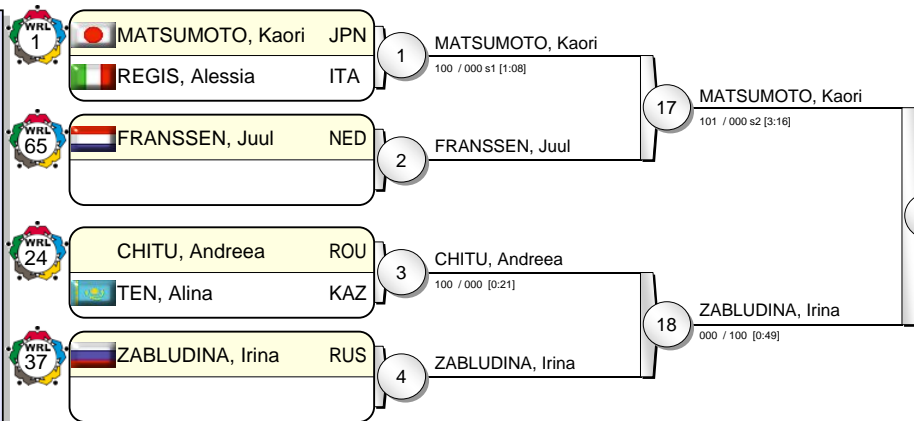 WRL
1
MATSUMOTO, Kaori JPN
REGIS, Alessia ITA
1
MATSUMOTO, Kaori
100 / 000 s1 [1:08]
WRL
65
FRANSSEN, Juul NED
2
FRANSSEN, Juul
17
MATSUMOTO, Kaori
101 / 000 s2 [3:16]
WRL
24
CHITU, Andreea ROU
TEN, Alina KAZ
3
CHITU, Andreea
100 / 000 [0:21]
WRL
37
ZABLUDINA, Irina RUS
4
ZABLUDINA, Irina
18
ZABLUDINA, Irina
000 / 100 [0:49]